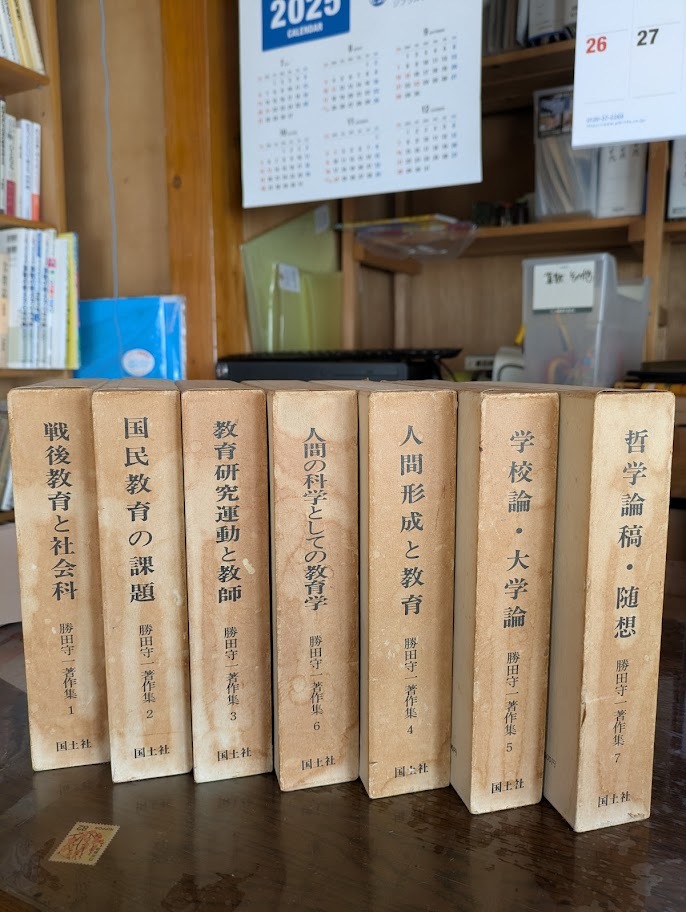 2025
CALENDAR
7
8
9
10
11
12
26
27
戦後教育と社会科
勝田守一著作集 1
国土社
国民教育の課題
勝田守一著作集 2
国土社
教育研究運動と教師
勝田守一著作集 3
国土社
人間の科学としての教育学
勝田守一著作集 6
国土社
人間形成と教育
勝田守一著作集 4
国土社
学校論・大学論
勝田守一著作集 5
国土社
哲学論稿・随想
勝田守一著作集 7
国土社